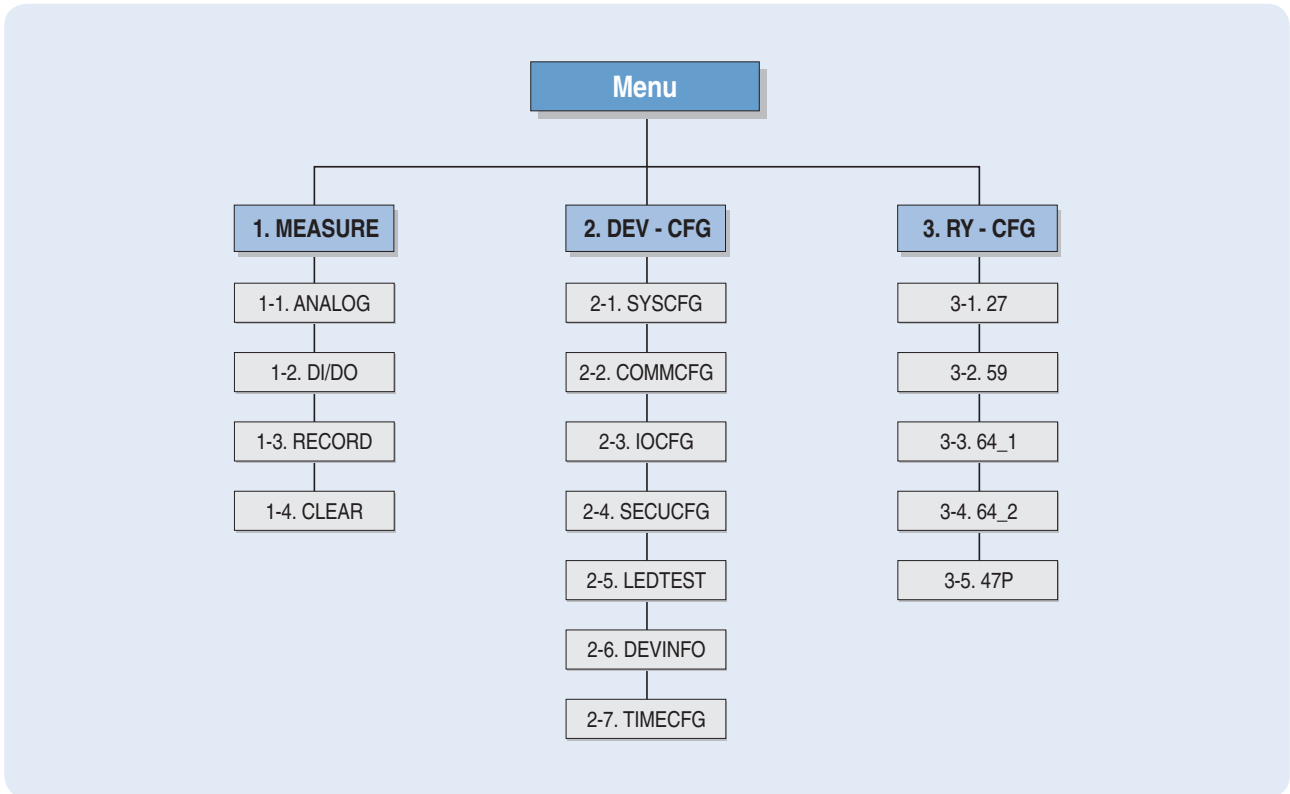 Menu
1. MEASURE
1-1. ANALOG
1-2. DI/DO
1-3. RECORD
1-4. CLEAR
2. DEV - CFG
2-1. SYSCFG
2-2. COMMCFG
2-3. IOCFG
2-4. SECUCFG
2-5. LEDTEST
2-6. DEVINFO
2-7. TIMECFG
3. RY - CFG
3-1. 27
3-2. 59
3-3. 64_1
3-4. 64_2
3-5. 47P